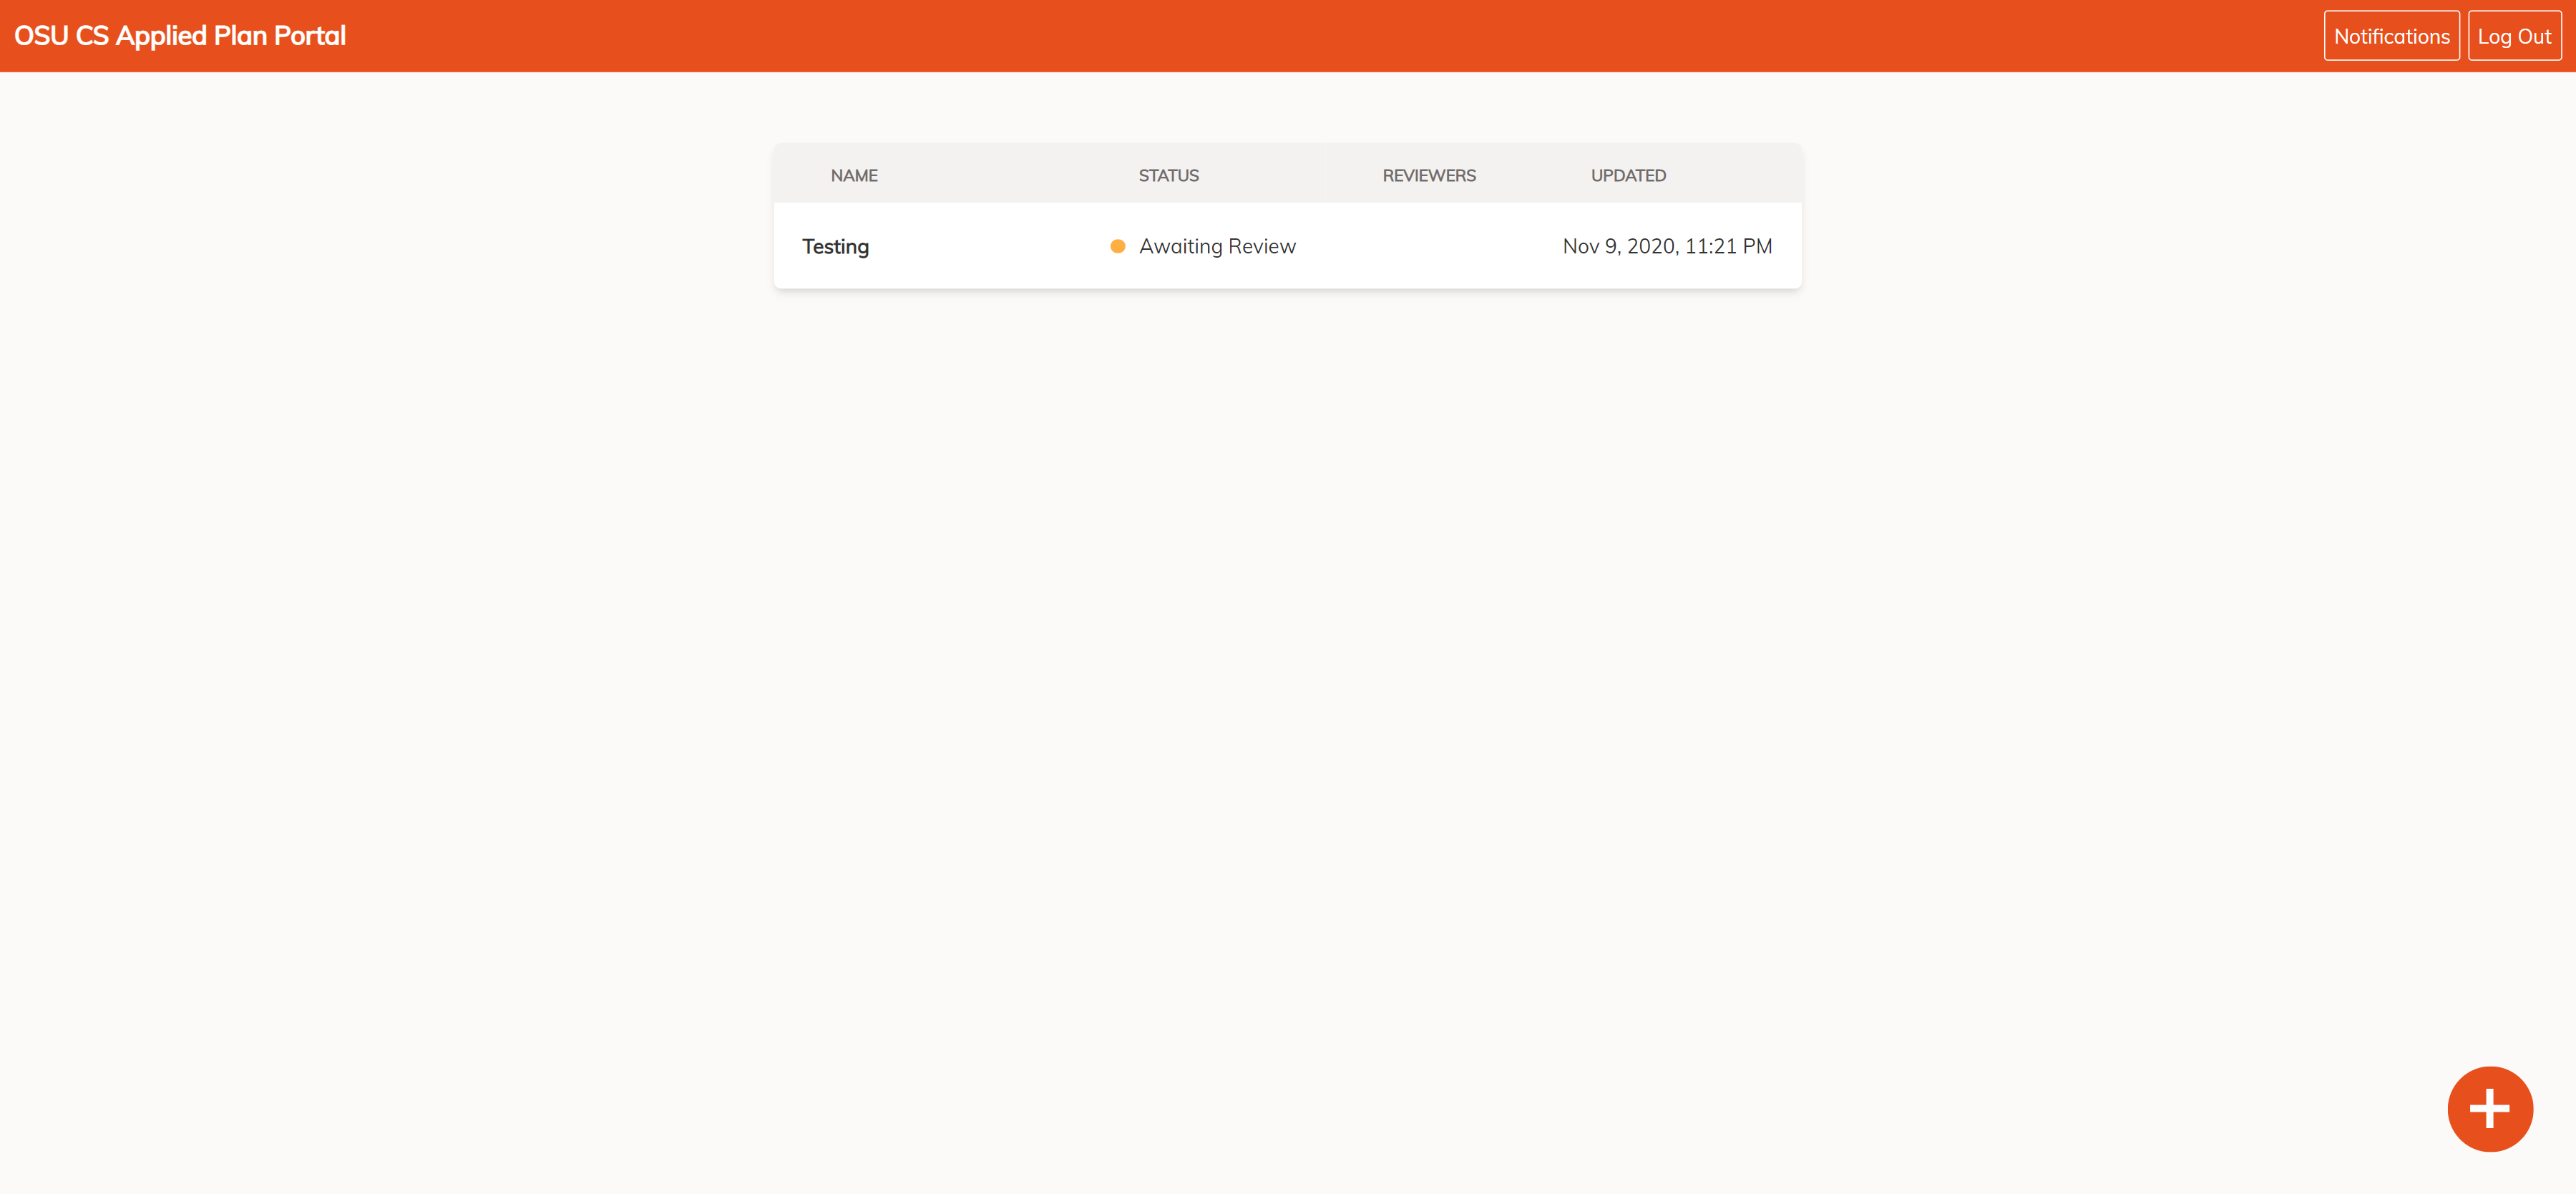 OSU CS Applied Plan Portal
Notifications
Log Out
NAME STATUS REVIEWERS UPDATED
Testing Awaiting Review Nov 9, 2020, 11:21 PM